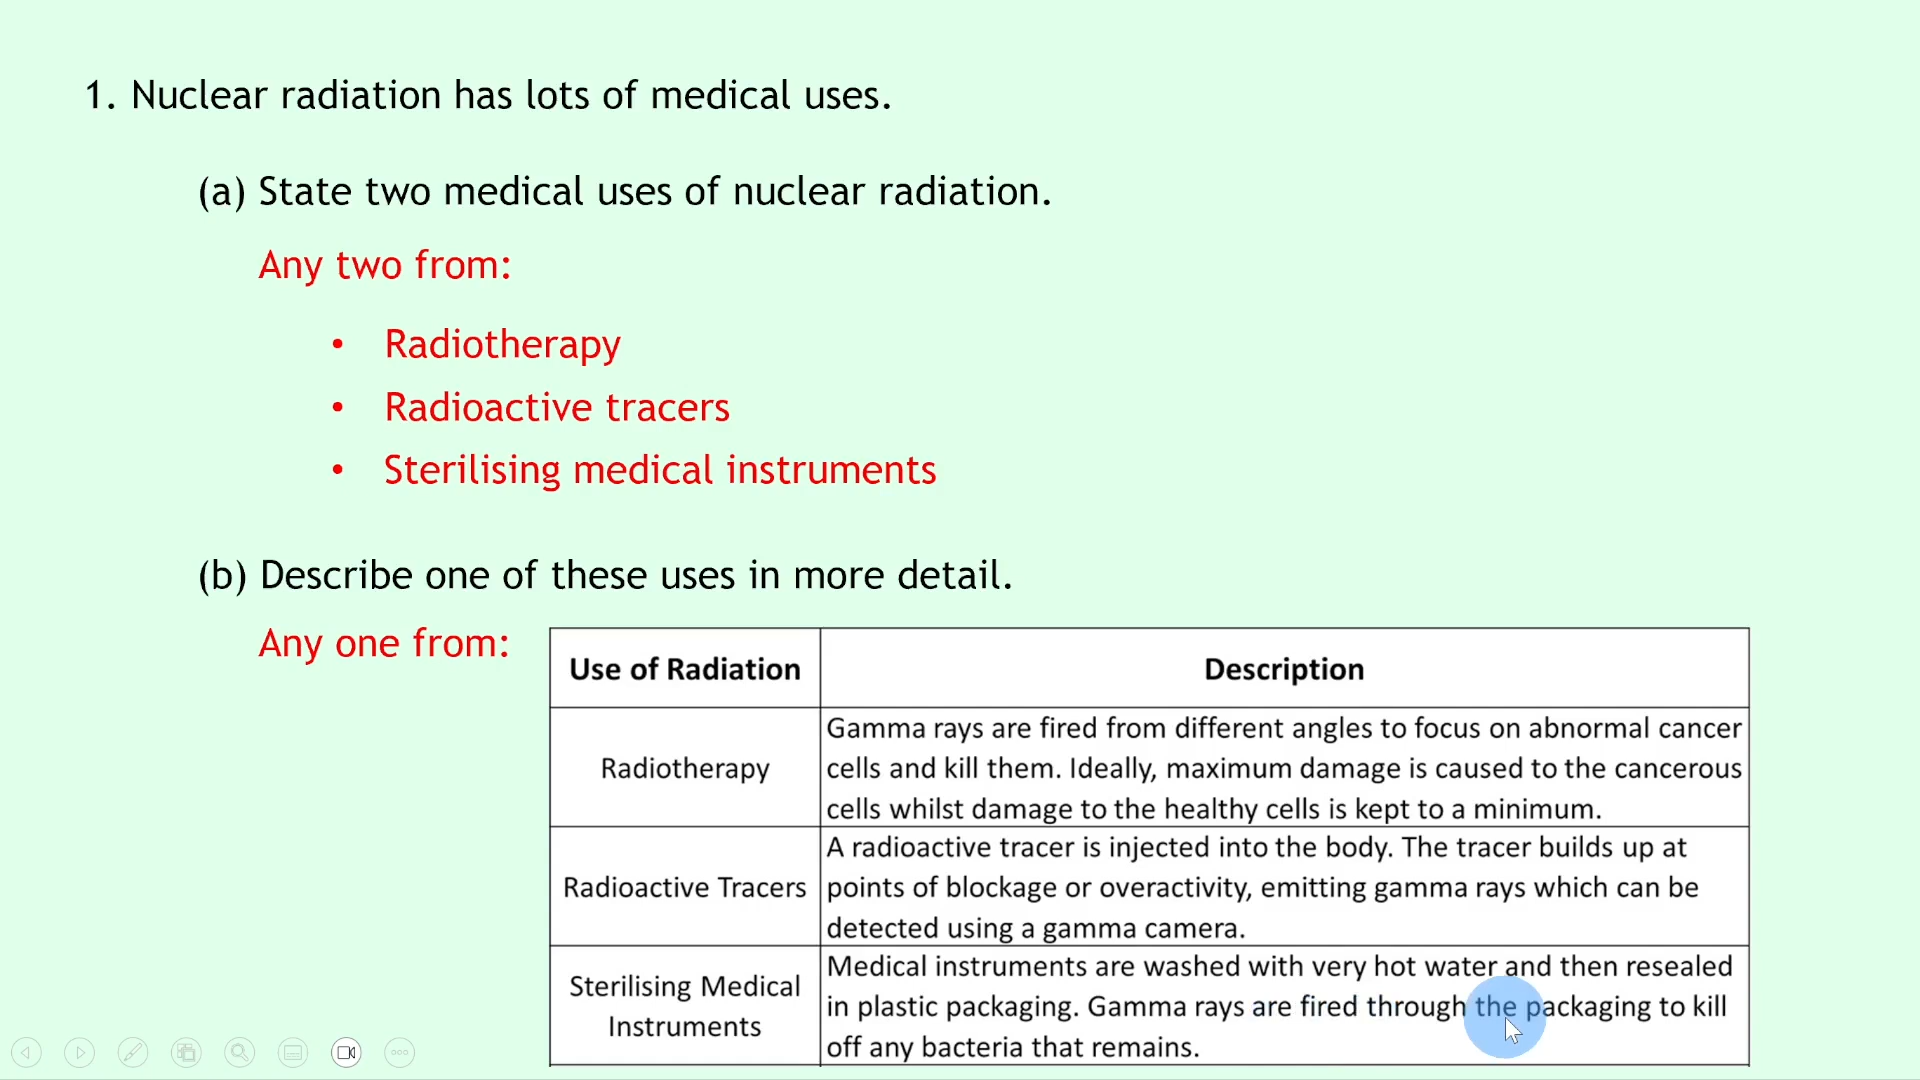 1. Nuclear radiation has lots of medical uses.
(a) State two medical uses of nuclear radiation.
Any two from:
• Radiotherapy
• Radioactive tracers
• Sterilising medical instruments
(b) Describe one of these uses in more detail.
Any one from:
Use of Radiation
Description
Radiotherapy
Gamma rays are fired from different angles to focus on abnormal cancer
cells and kill them. Ideally, maximum damage is caused to the cancerous
cells whilst damage to the healthy cells is kept to a minimum.
Radioactive Tracers
A radioactive tracer is injected into the body. The tracer builds up at
points of blockage or overactivity, emitting gamma rays which can be
detected using a gamma camera.
Sterilising Medical
Instruments
Medical instruments are washed with very hot water and then resealed
in plastic packaging. Gamma rays are fired through the packaging to kill
off any bacteria that remains.